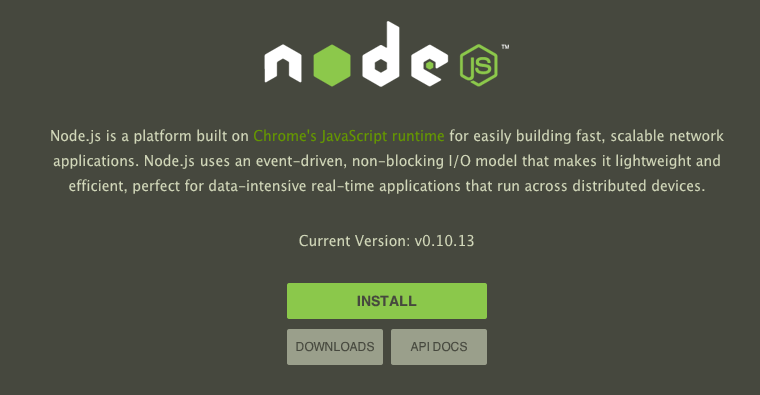 node JS ™
Node.js is a platform built on Chrome's JavaScript runtime for easily building fast, scalable network
applications. Node.js uses an event-driven, non-blocking I/O model that makes it lightweight and
efficient, perfect for data-intensive real-time applications that run across distributed devices.
Current Version: v0.10.13
INSTALL
DOWNLOADS API DOCS